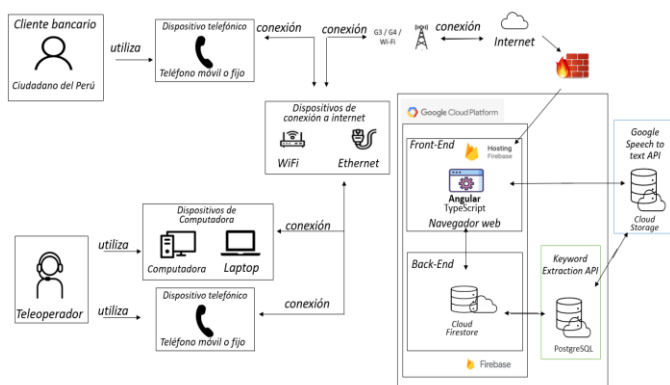 Cliente bancario
Ciudadano del Perú
utiliza
Dispositivo telefónico
Teléfono móvil o fijo
conexión
conexión
G3 / G4 /
Wi-Fi
conexión
Internet
Dispositivos de
conexión a internet
WiFi
Ethernet
Google Cloud Platform
Front-End
Hosting
Firebase
Angular
TypeScript
Navegador web
Google
Speech to
text API
Cloud
Storage
Teleoperador
utiliza
Dispositivos de
Computadora
Computadora
Laptop
conexión
utiliza
Dispositivo telefónico
Teléfono móvil o fijo
conexión
Back-End
Cloud
Firestore
Firebase
Keyword
Extraction API
PostgreSQL